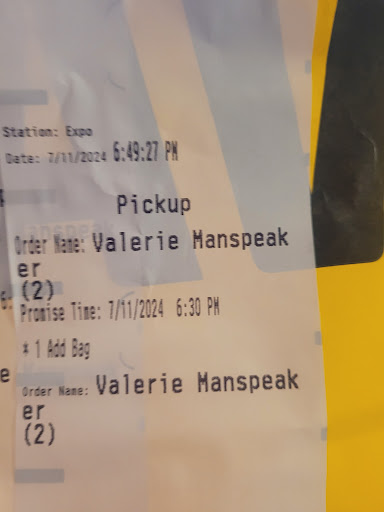 Station: Expo
Date: 7/11/2024 6:49:27 PM
Pickup
Order Name: Valerie Manspeak
er
(2)
Promise Time: 7/11/2024 6:30 PM
* 1 Add Bag
Order Name: Valerie Manspeak
er
(2)